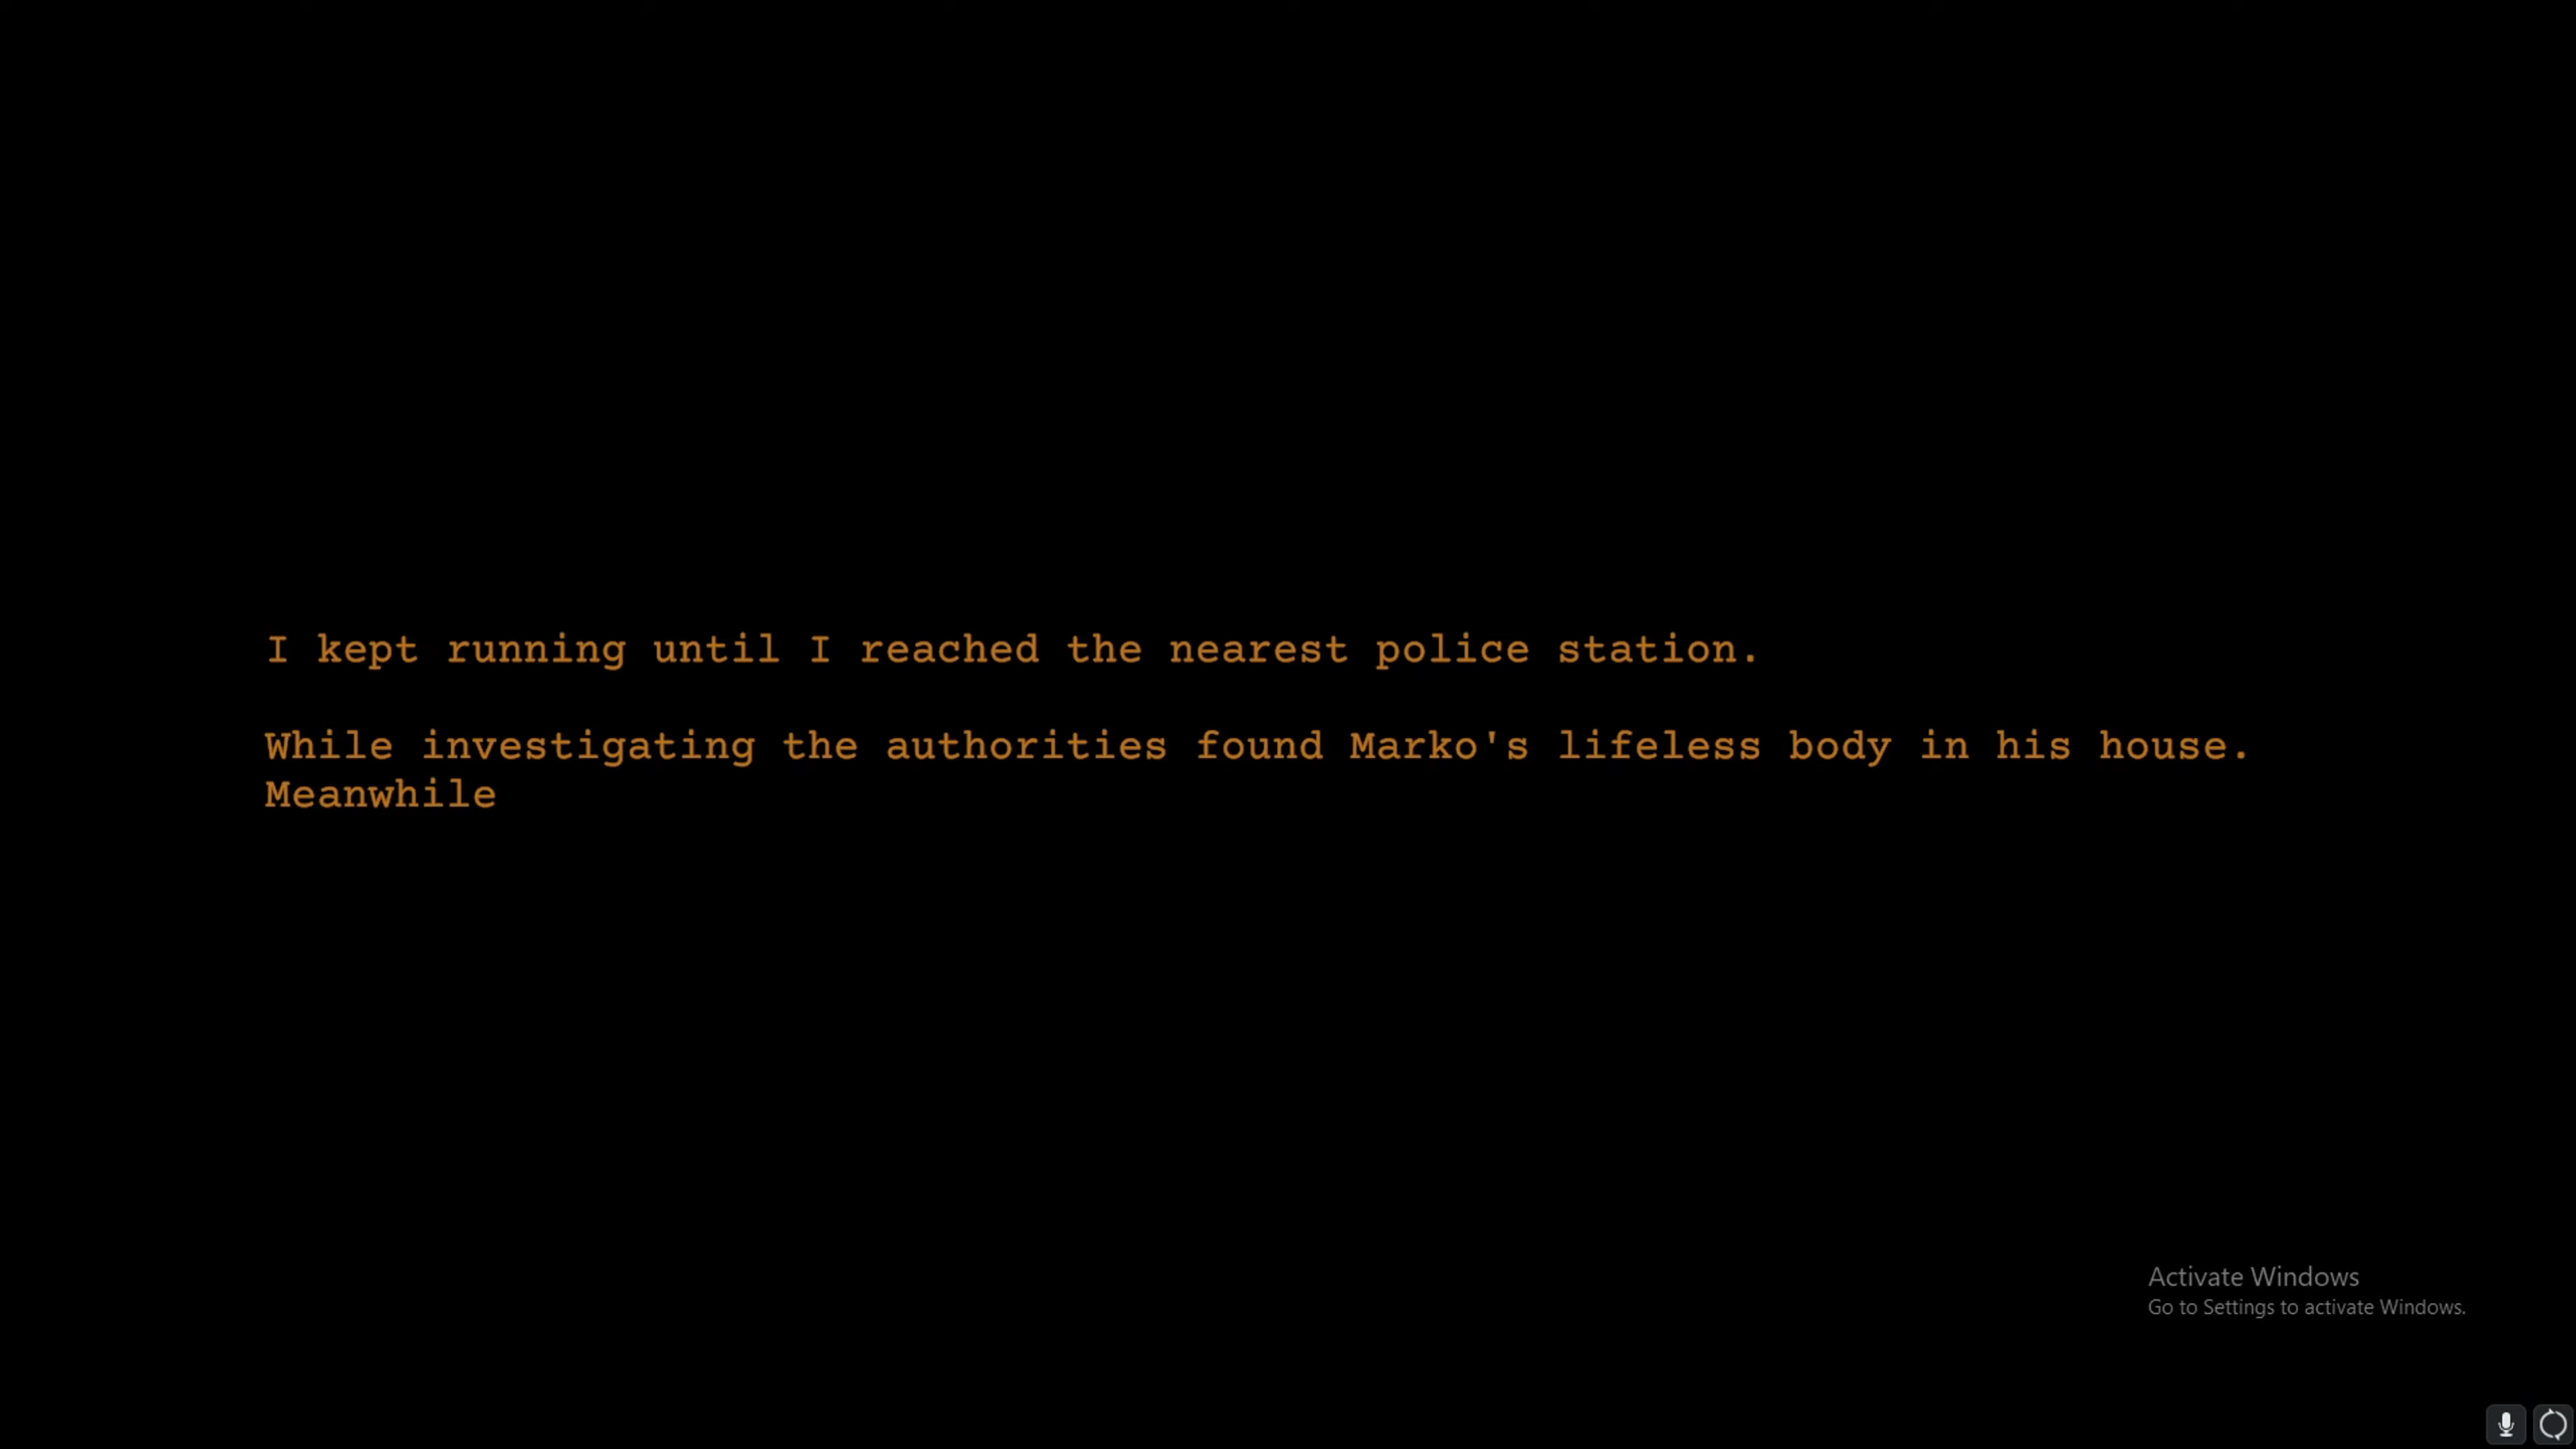 I kept running until I reached the nearest police station.
While investigating the authorities found Marko's lifeless body in his house.
Meanwhile
Activate Windows
Go to Settings to activate Windows.